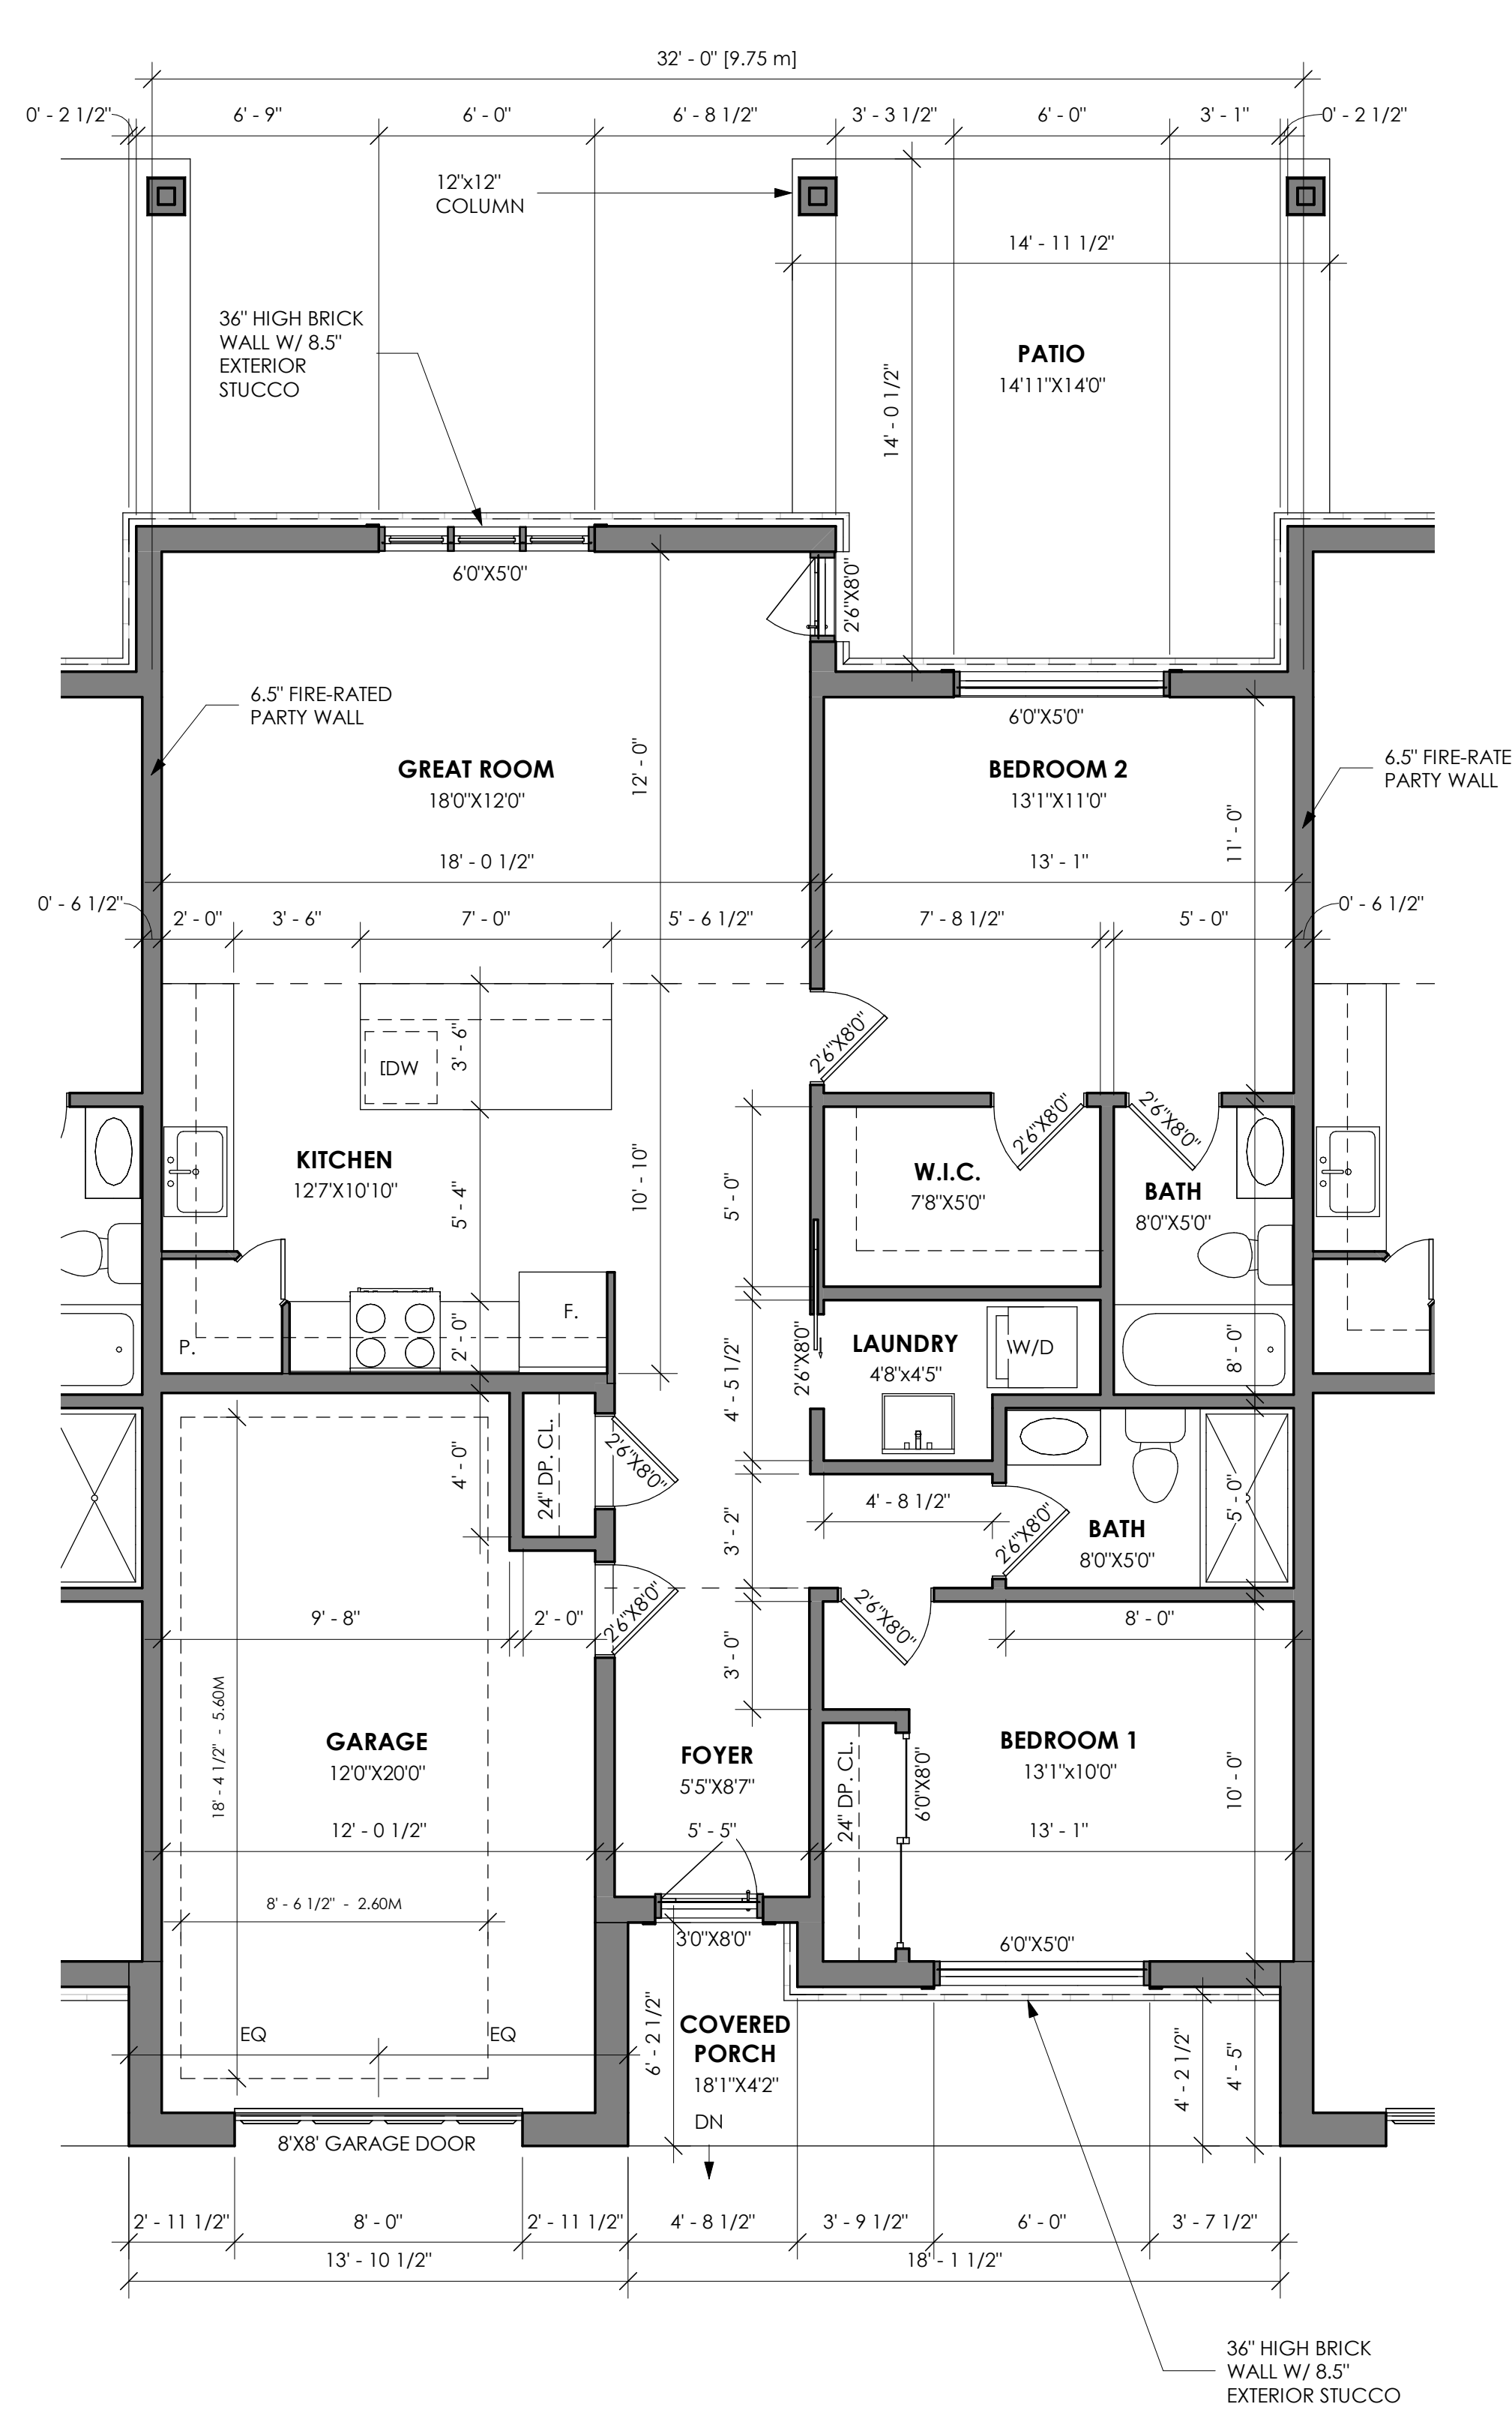 32' - 0" [9.75 m]
0' - 2 1/2"
6' - 9"
6' - 0"
6' - 8 1/2"
3' - 3 1/2"
6' - 0"
3' - 1"
0' - 2 1/2"
12"x12"
COLUMN
14' - 11 1/2"
36" HIGH BRICK
WALL W/ 8.5"
EXTERIOR
STUCCO
PATIO
14'11"X14'0"
14' - 0 1/2"
6'0"X5'0"
2'6"X8'0"
6.5" FIRE-RATED
PARTY WALL
6'0"X5'0"
GREAT ROOM
18'0"X12'0"
12' - 0"
BEDROOM 2
13'1"X11'0"
6.5" FIRE-RATE
PARTY WALL
11' - 0"
18' - 0 1/2"
13' - 1"
0' - 6 1/2"
2' - 0"
3' - 6"
7' - 0"
5' - 6 1/2"
7' - 8 1/2"
5' - 0"
0' - 6 1/2"
DW
3' - 6"
2'6"X8'0"
2'6"X8'0"
2'6"X8'0"
KITCHEN
12'7"X10'10"
5' - 4"
10' - 10"
5' - 0"
W.I.C.
7'8"X5'0"
BATH
8'0"X5'0"
P.
F.
2' - 0"
4' - 5 1/2"
2'6"X8'0"
LAUNDRY
4'8"x4'5"
W/D
8' - 0"
4' - 0"
24" DP. CL.
2'6"X8'0"
4' - 8 1/2"
3' - 2"
2'6"X8'0"
BATH
8'0"X5'0"
5' - 0"
9' - 8"
2' - 0"
2'6"X8'0"
3' - 0"
2'6"X8'0"
8' - 0"
18' - 4 1/2" - 5.60M
GARAGE
12'0"X20'0"
FOYER
5'5"X8'7"
24" DP. CL.
6'0"X8'0"
BEDROOM 1
13'1"x10'0"
10' - 0"
12' - 0 1/2"
5' - 5"
13' - 1"
8' - 6 1/2" - 2.60M
3'0"X8'0"
6'0"X5'0"
EQ
EQ
6' - 2 1/2"
COVERED
PORCH
18'1"X4'2"
DN
4' - 2 1/2"
4' - 5"
8'X8' GARAGE DOOR
2' - 11 1/2"
8' - 0"
2' - 11 1/2"
4' - 8 1/2"
3' - 9 1/2"
6' - 0"
3' - 7 1/2"
13' - 10 1/2"
18' - 1 1/2"
36" HIGH BRICK
WALL W/ 8.5"
EXTERIOR STUCCO